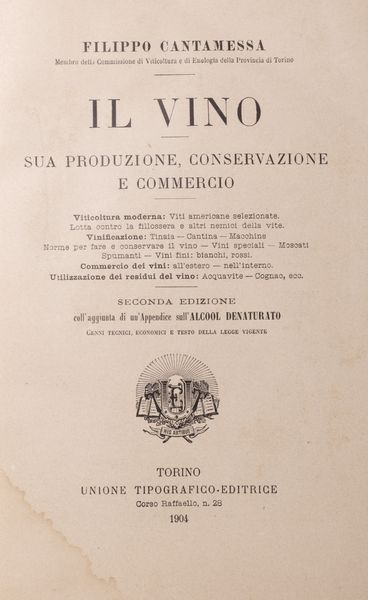 FILIPPO CANTAMESSA
Membro della Commissione di Viticoltura e di Enologia della Provincia di Torino
IL VINO
SUA PRODUZIONE, CONSERVAZIONE
E COMMERCIO
Viticoltura moderna: Viti americane selezionate.
Lotta contro la fillossera e altri nemici della vite.
Vinificazione: Tinaia — Cantina — Macchine
Norme per fare e conservare il vino — Vini speciali — Moscati
Spumanti — Vini fini: bianchi, rossi.
Commercio dei vini: all'estero — nell'interno.
Utilizzazione dei residui del vino: Acquavite — Cognac, ecc.
SECONDA EDIZIONE
coll'aggiunta di un'Appendice sull'ALCOOL DENATURATO
CENNI TECNICI, ECONOMICI E TESTO DELLA LEGGE VIGENTE
TORINO
UNIONE TIPOGRAFICO-EDITRICE
Corso Raffaello, n. 28
1904